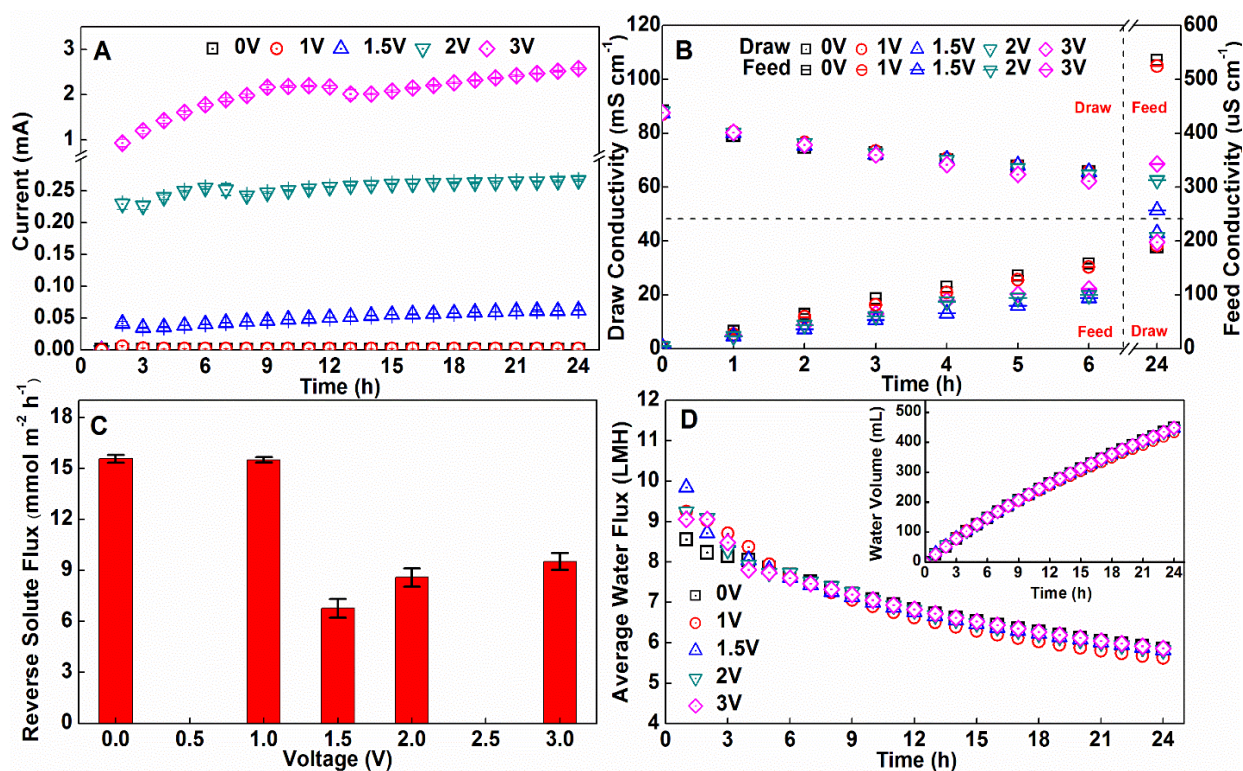 A
0V 1V 1.5V 2V 3V
3
2
1
0.25
0.20
0.15
0.10
0.05
0.00
Current (mA)
0 3 6 9 12 15 18 21 24
Time (h)
B
Draw 0V 1V 1.5V 2V 3V
Feed 0V 1V 1.5V 2V 3V
120
100
80
60
40
20
0
Draw Conductivity (mS cm-1)
Draw Feed
Feed Draw
600
500
400
300
200
100
0
Feed Conductivity (uS cm-1)
0 1 2 3 4 5 6 24
Time (h)
C
18
15
12
9
6
3
0
Reverse Solute Flux (mmol m-2 h-1)
0.0 0.5 1.0 1.5 2.0 2.5 3.0
Voltage (V)
D
12
11
10
9
8
7
6
5
4
Average Water Flux (LMH)
0V
1V
1.5V
2V
3V
0 3 6 9 12 15 18 21 24
Time (h)
500
400
300
200
100
0
Water Volume (mL)
0 3 6 9 12 15 18 21 24
Time (h)